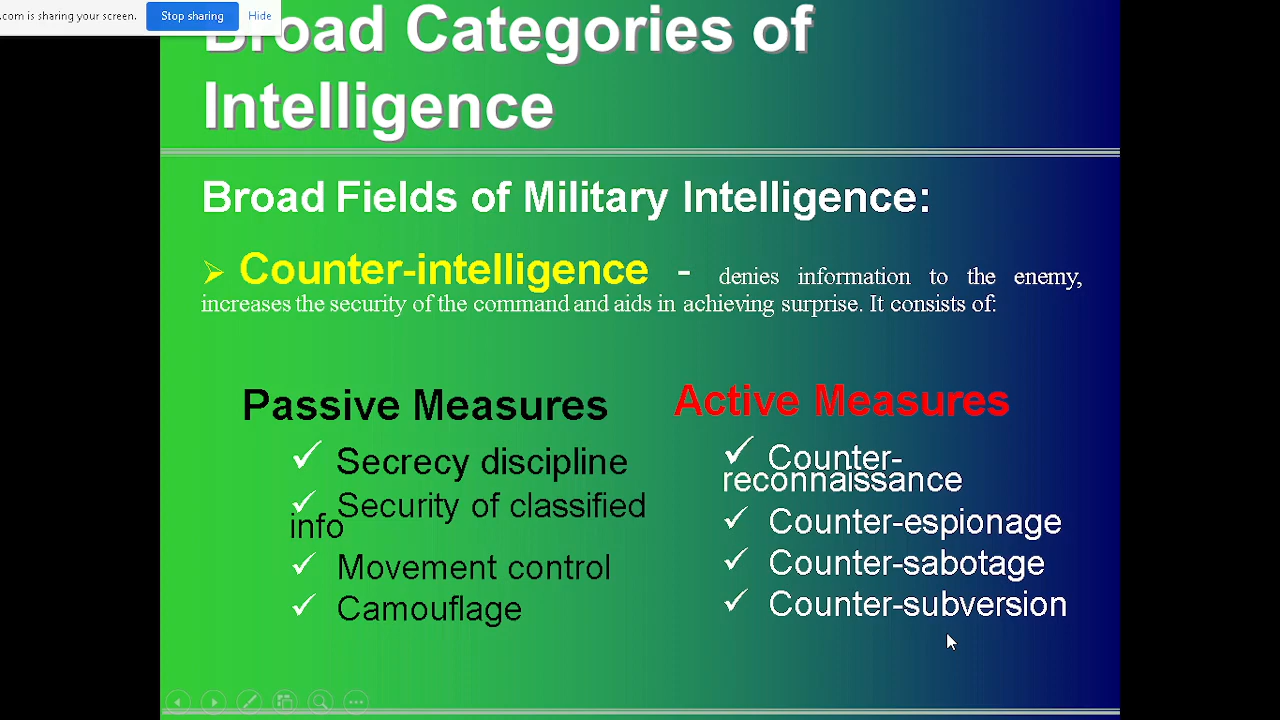 .com is sharing your screen. Stop sharing Hide
Broad Categories of
Intelligence
Broad Fields of Military Intelligence:
Counter-intelligence - denies information to the enemy,
increases the security of the command and aids in achieving surprise. It consists of:
Passive Measures
Secrecy discipline
Security of classified
info
Movement control
Camouflage
Active Measures
Counter-
reconnaissance
Counter-espionage
Counter-sabotage
Counter-subversion